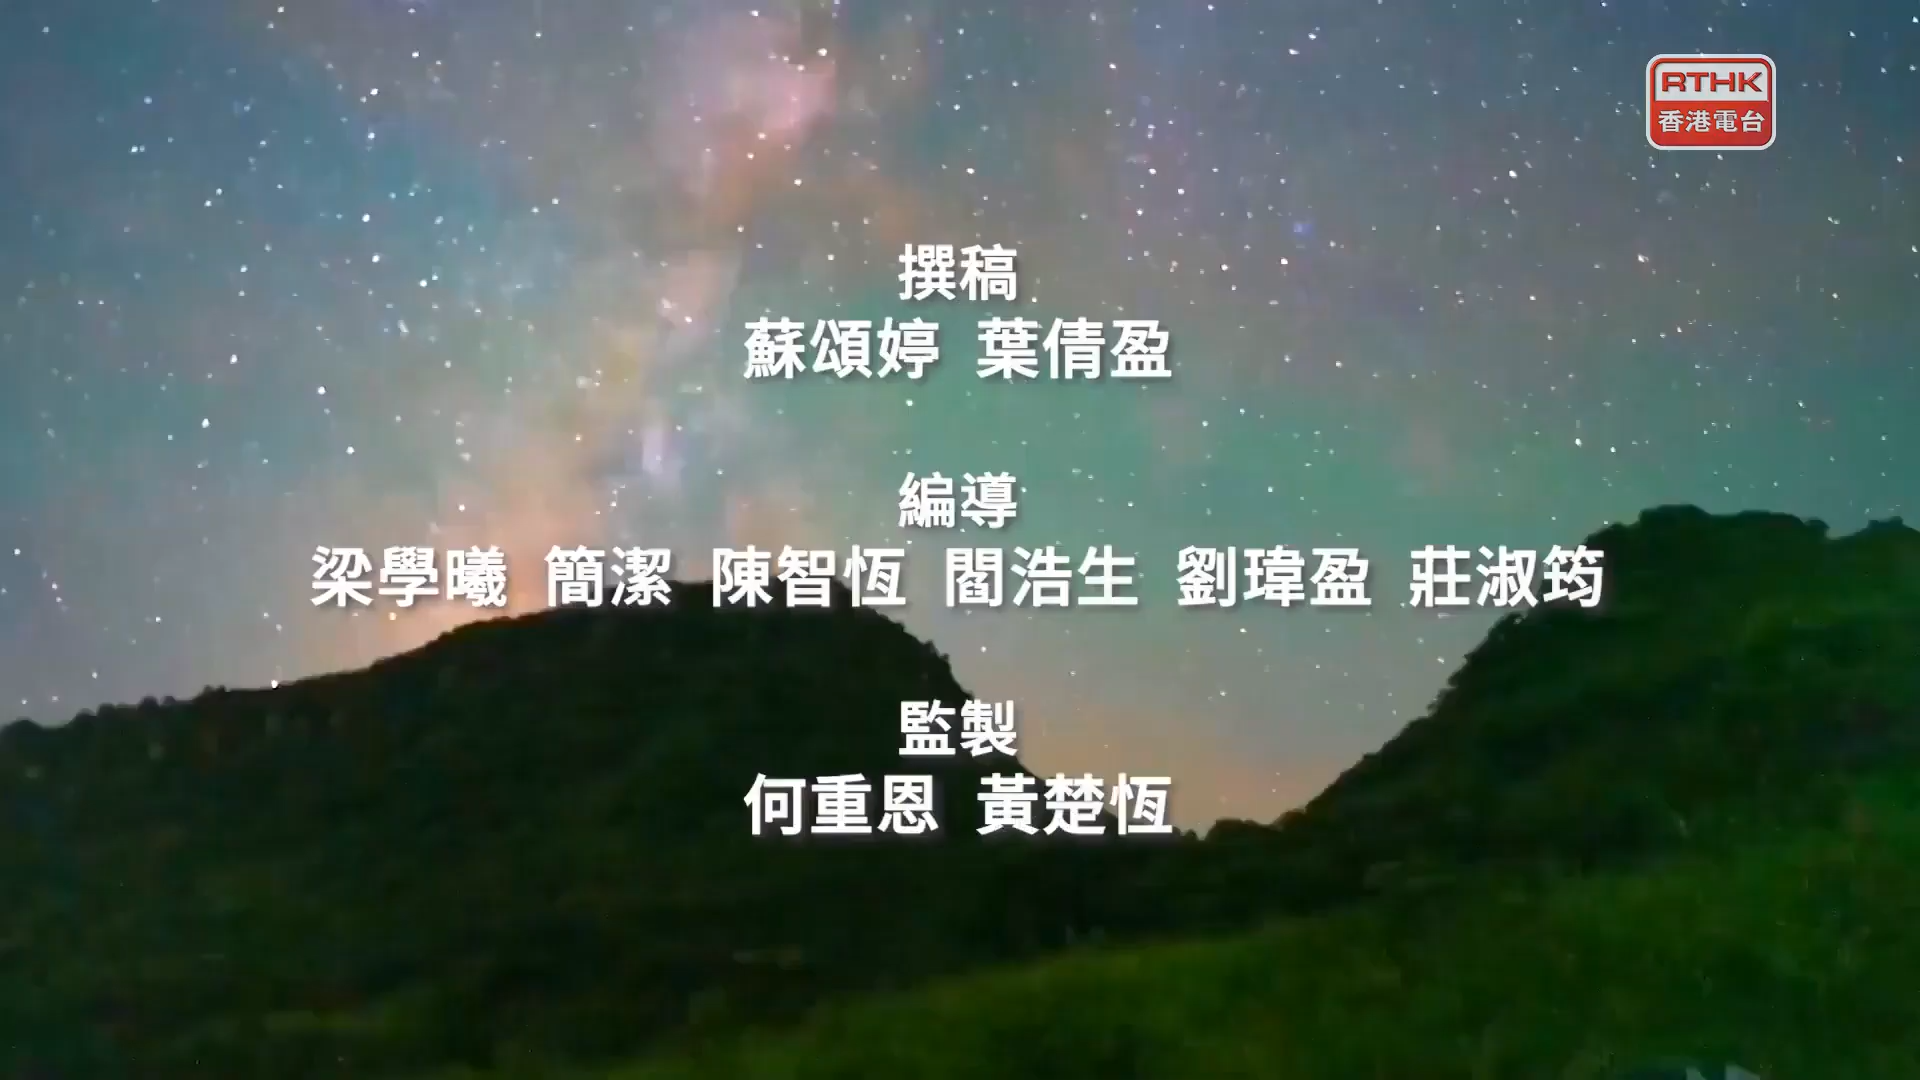 RTHK
香港電台
撰稿
蘇頌婷 葉倩盈
編導
梁學曦 簡潔 陳智恆 閻浩生 劉瑋盈 莊淑筠
監製
何重恩 黃楚恆